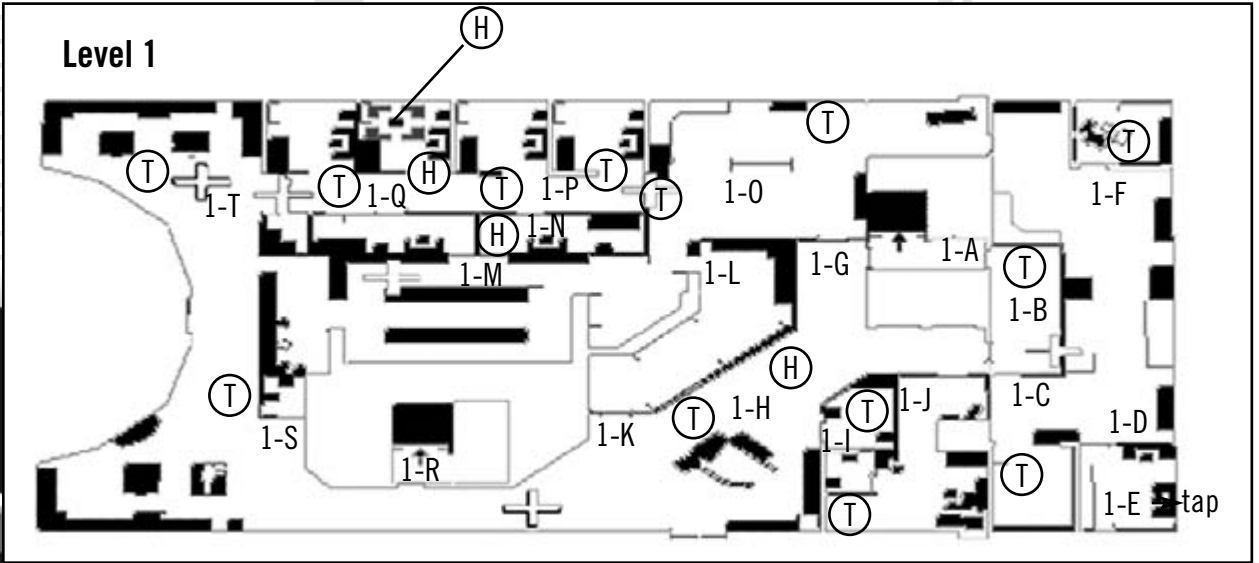 H
Level 1
T
T
T
T
H
T
T
1-T
1-Q
1-P
1-O
1-F
H
1-N
1-M
1-L
1-G
1-A
T
1-B
H
T
T
1-H
T
1-J
1-C
1-D
1-S
1-K
1-I
1-R
T
T
1-E
tap